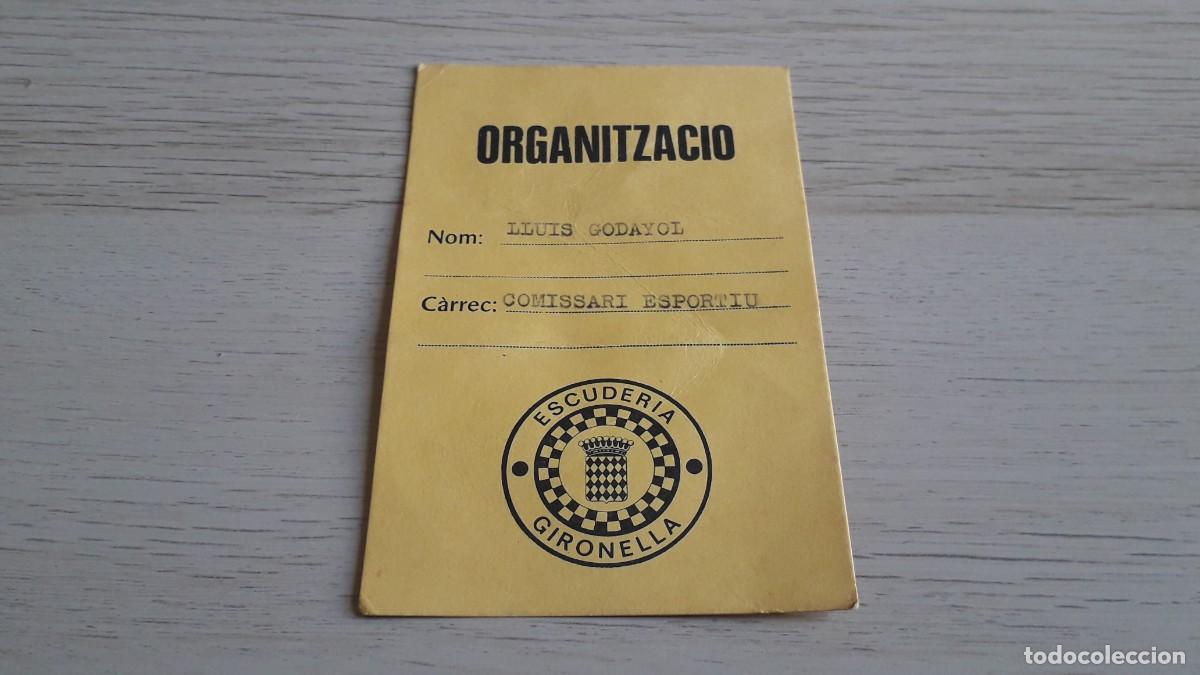 ORGANITZACIO
Nom: LLUIS GODAYOL
Càrrec: COMISSARI ESPORTIU
ESCUDERIA
GIRONELLA
todocoleccion